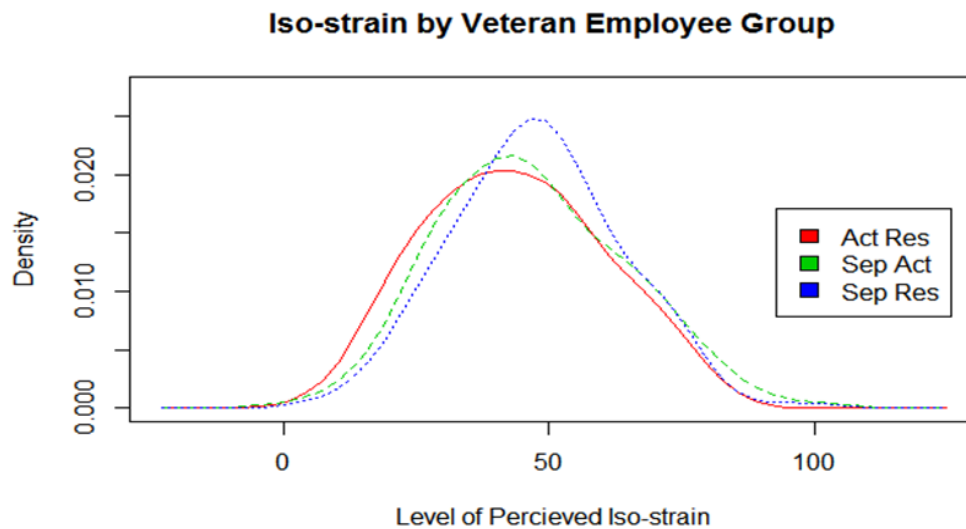 Iso-strain by Veteran Employee Group
Density
0.000
0.010
0.020
Act Res
Sep Act
Sep Res
0
50
100
Level of Percieved Iso-strain